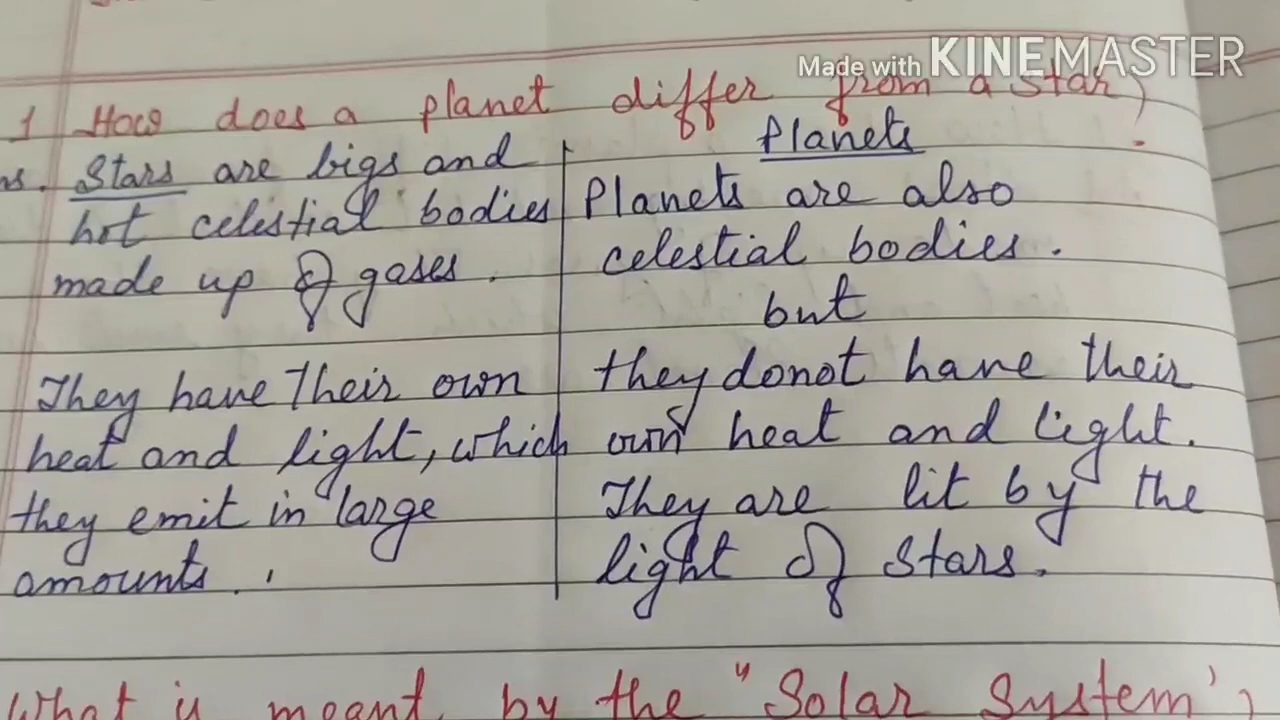 Made with KINEMASTER
1 How does a planet differ from a star?
ns. Stars are bigs and
hot celestial bodies
made up of gases.
They have Their own
heat and light, which
they emit in large
amounts.
Planets
Planets are also
celestial bodies.
but
they donot have their
own heat and light.
They are lit by the
light of stars.
What is meant by the "Solar System"?